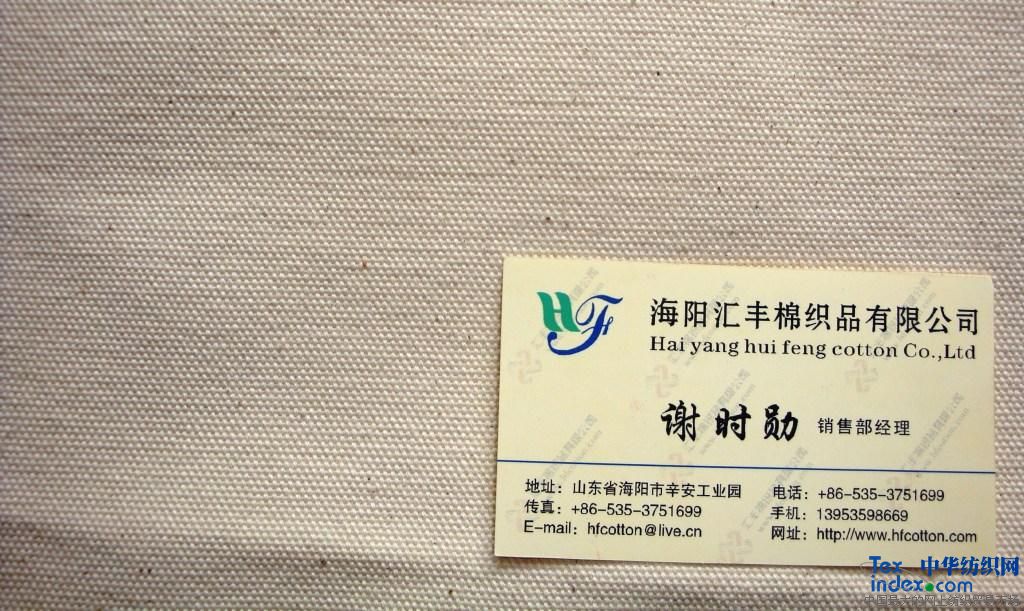 HF
海阳汇丰棉织品有限公司
Hai yang hui feng cotton Co.,Ltd
谢时勋 销售部经理
地址：山东省海阳市辛安工业园 电话：+86-535-3751699
传真：+86-535-3751699 手机：13953598669
E-mail：hfcotton@live.cn 网址：http://www.hfcotton.com
Tex 中华纺织网
index.com